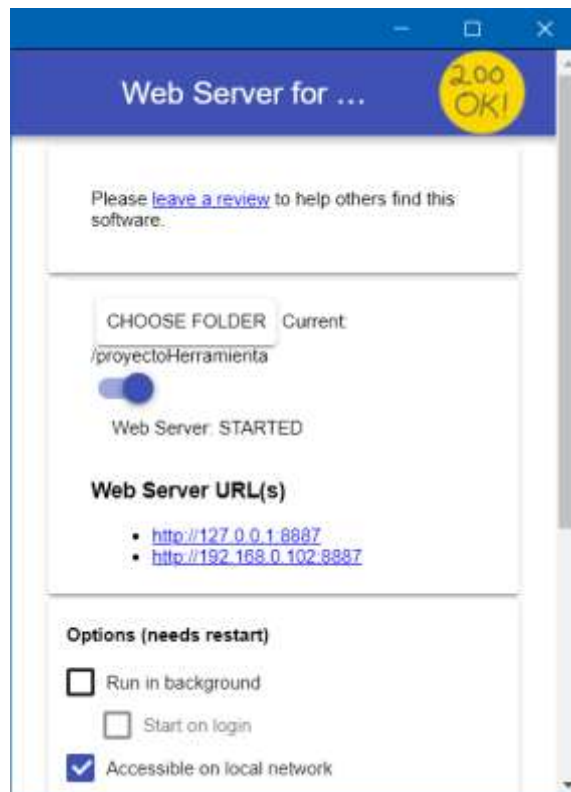 Web Server for ...
200
OK!
Please leave a review to help others find this
software.
CHOOSE FOLDER Current:
/proyectoHerramienta
Web Server: STARTED
Web Server URL(s)
http://127.0.0.1:8887
http://192.168.0.102:8887
Options (needs restart)
Run in background
Start on login
Accessible on local network